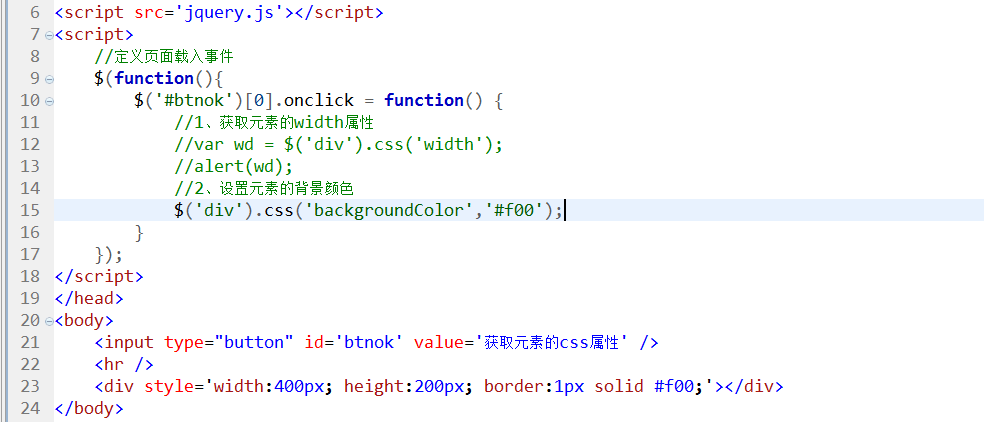 6 <script src='jquery.js'></script>
7 <script>
8 //定义页面载入事件
9 $(function(){
10 $('#btnok')[0].onclick = function() {
11 //1、获取元素的width属性
12 //var wd = $('div').css('width');
13 //alert(wd);
14 //2、设置元素的背景颜色
15 $('div').css('backgroundColor','#f00');
16 }
17 });
18 </script>
19 </head>
20 <body>
21 <input type="button" id='btnok' value='获取元素的css属性' />
22 <hr />
23 <div style='width:400px; height:200px; border:1px solid #f00;'></div>
24 </body>